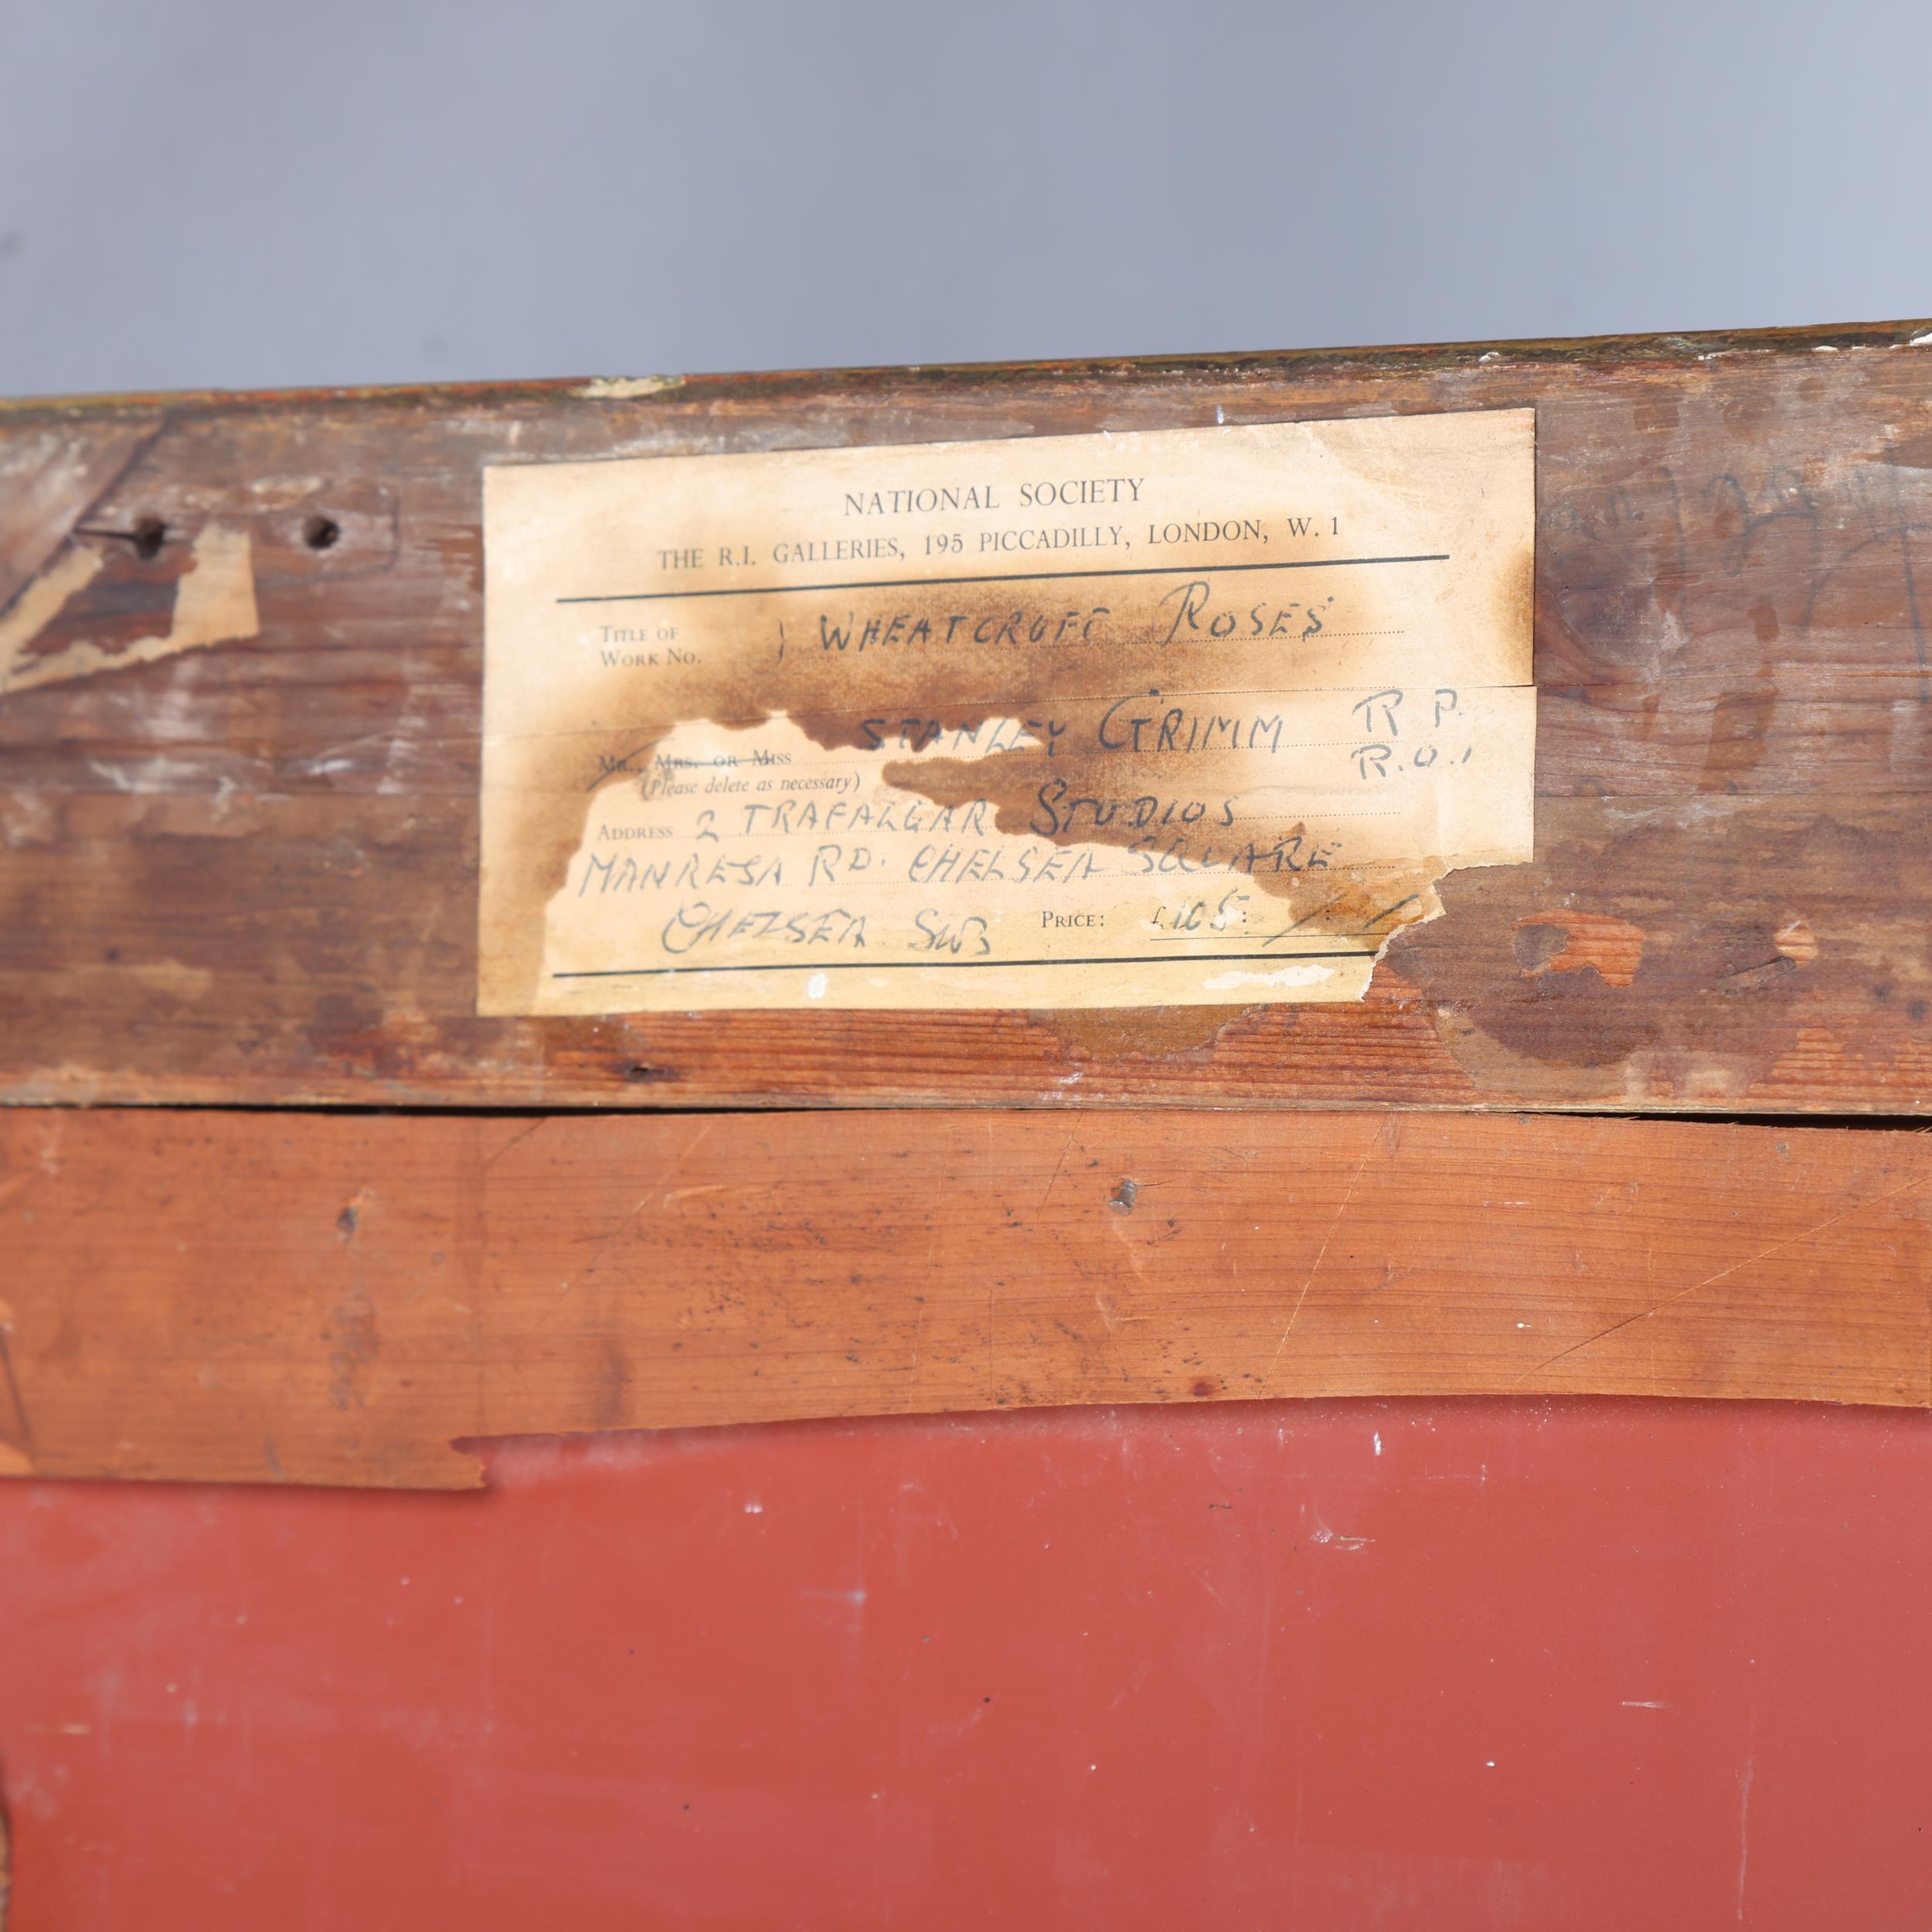 NATIONAL SOCIETY
THE R.I. GALLERIES, 195 PICCADILLY, LONDON, W. 1
TITLE OF
WORK NO. 1 WHEATCROFT ROSES
STANLEY GRIMM R.P.
R.O.I
MR., MRS. OR MISS
(Please delete as necessary)
ADDRESS 2 TRAFALGAR STUDIOS
MANRESA RD. CHELSEA SQUARE
CHELSEA SW3 PRICE: £105: